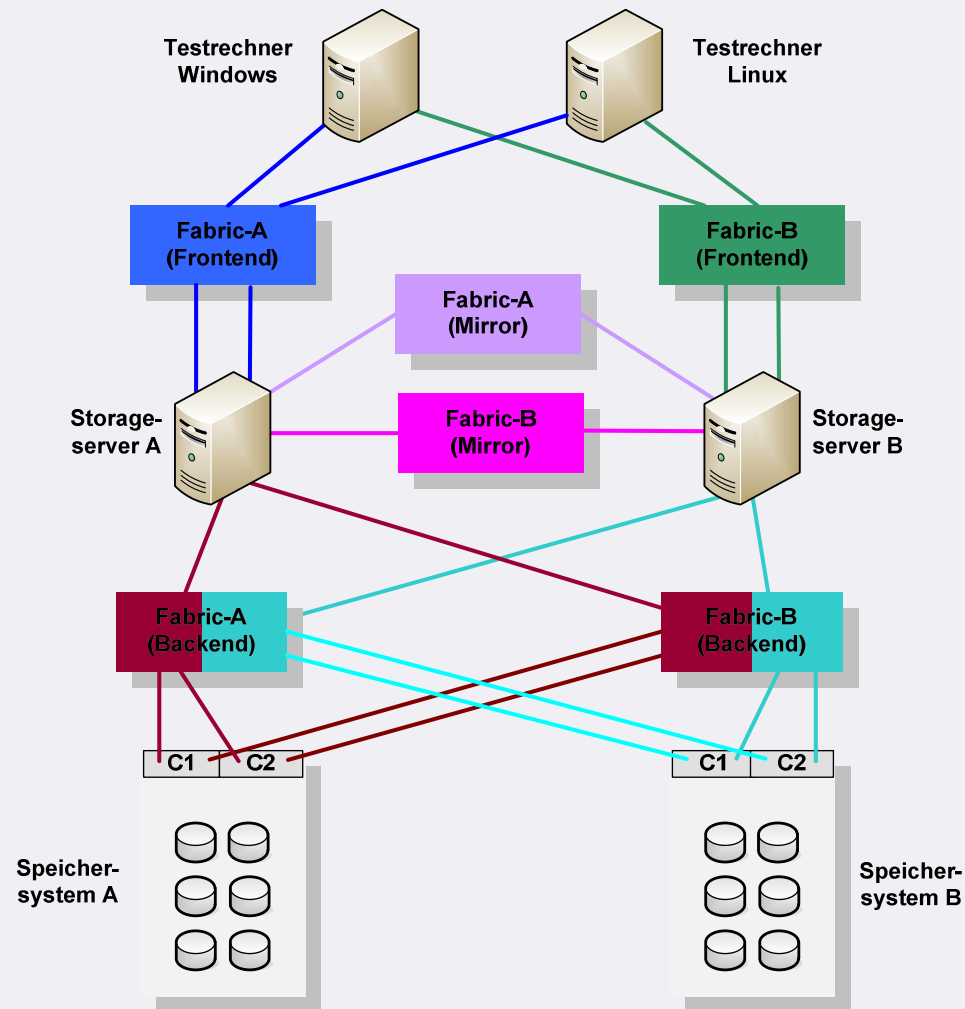 Testrechner
Windows
Testrechner
Linux
Fabric-A
(Frontend)
Fabric-B
(Frontend)
Fabric-A
(Mirror)
Storage-
server A
Fabric-B
(Mirror)
Storage-
server B
Fabric-A
(Backend)
Fabric-B
(Backend)
C1
C2
C1
C2
Speicher-
system A
Speicher-
system B